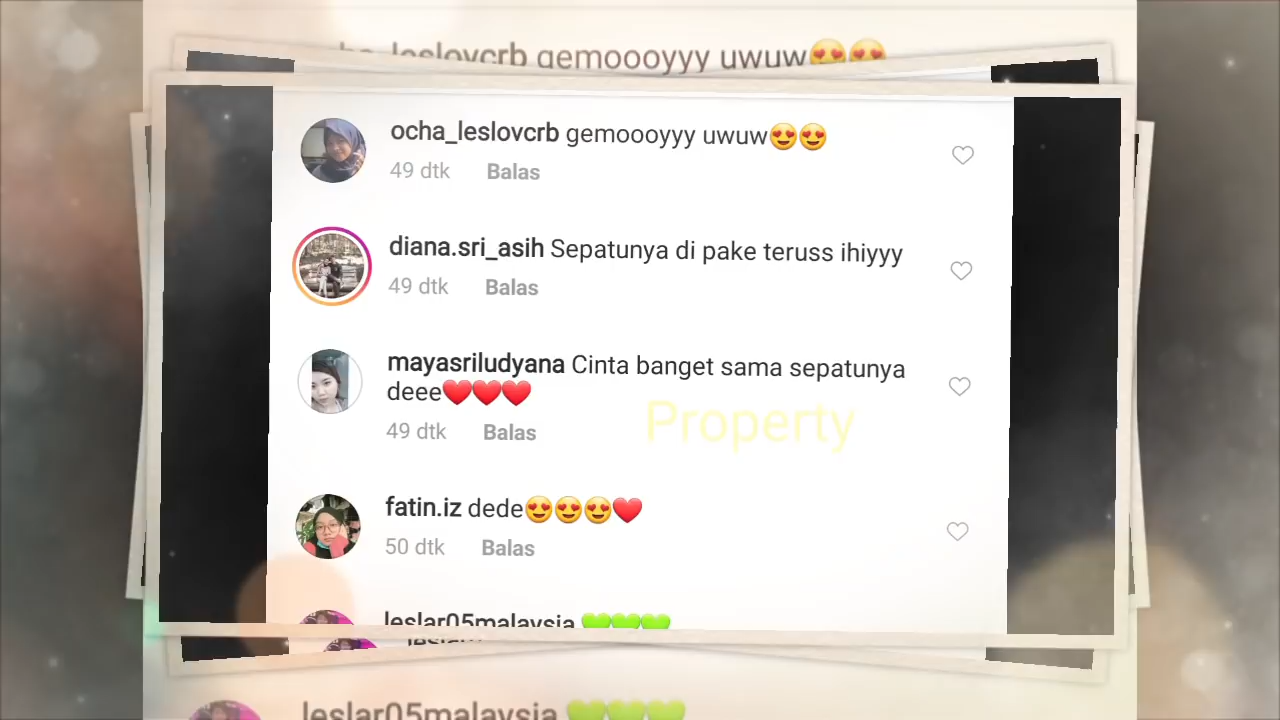 leslovcrb gemoooyyy uwuw😍😍
ocha_leslovcrb gemoooyyy uwuw😍😍
49 dtk Balas
diana.sri_asih Sepatunya di pake teruss ihiyyy
49 dtk Balas
mayasriludyana Cinta banget sama sepatunya
deee❤️❤️❤️
49 dtk Balas
Property
fatin.iz dede😍😍😍❤️
50 dtk Balas
leslar05malaysia 💚💚💚
leslar05malaysia 💚💚💚